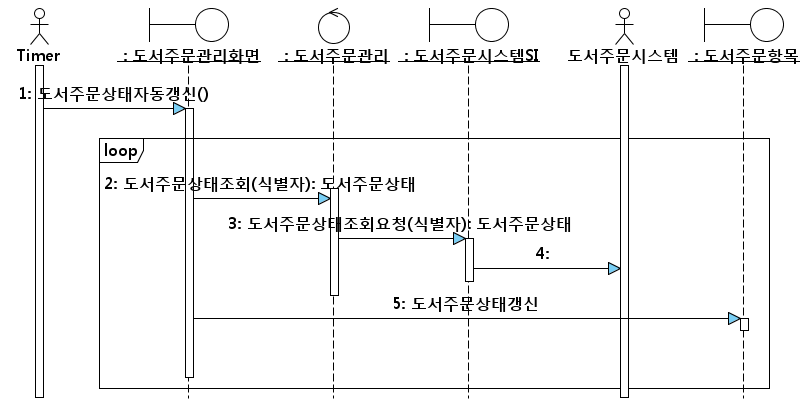 Timer
: 도서주문관리화면
: 도서주문관리
: 도서주문시스템SI
도서주문시스템
: 도서주문항목
1: 도서주문상태자동갱신()
loop
2: 도서주문상태조회(식별자): 도서주문상태
3: 도서주문상태조회요청(식별자): 도서주문상태
4:
5: 도서주문상태갱신